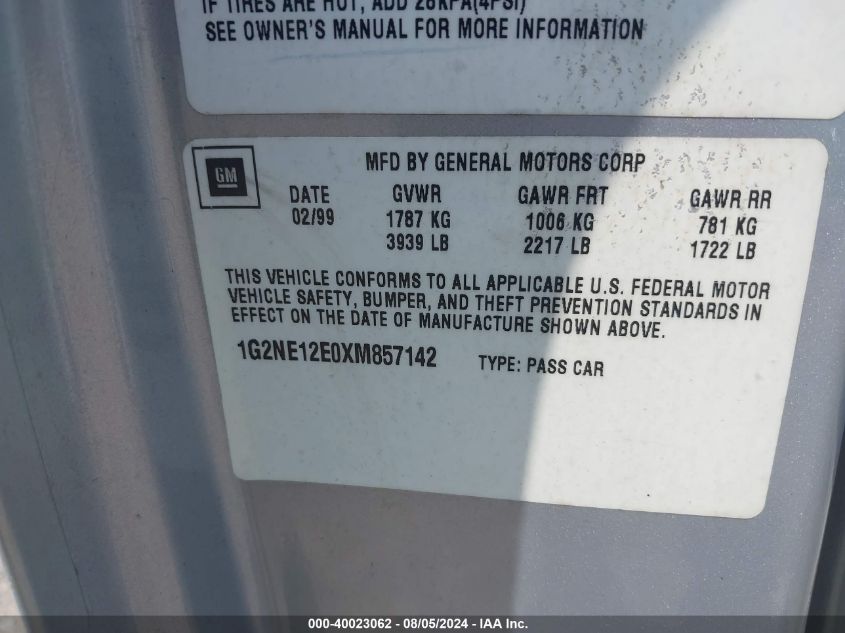 IF TIRES ARE HOT, ADD 28KPA(4PSI)
SEE OWNER'S MANUAL FOR MORE INFORMATION
GM
MFD BY GENERAL MOTORS CORP
DATE GVWR GAWR FRT GAWR RR
02/99 1787 KG 1006 KG 781 KG
3939 LB 2217 LB 1722 LB
THIS VEHICLE CONFORMS TO ALL APPLICABLE U.S. FEDERAL MOTOR
VEHICLE SAFETY, BUMPER, AND THEFT PREVENTION STANDARDS IN
EFFECT ON THE DATE OF MANUFACTURE SHOWN ABOVE.
1G2NE12E0XM857142 TYPE: PASS CAR
000-40023062 - 08/05/2024 - IAA Inc.